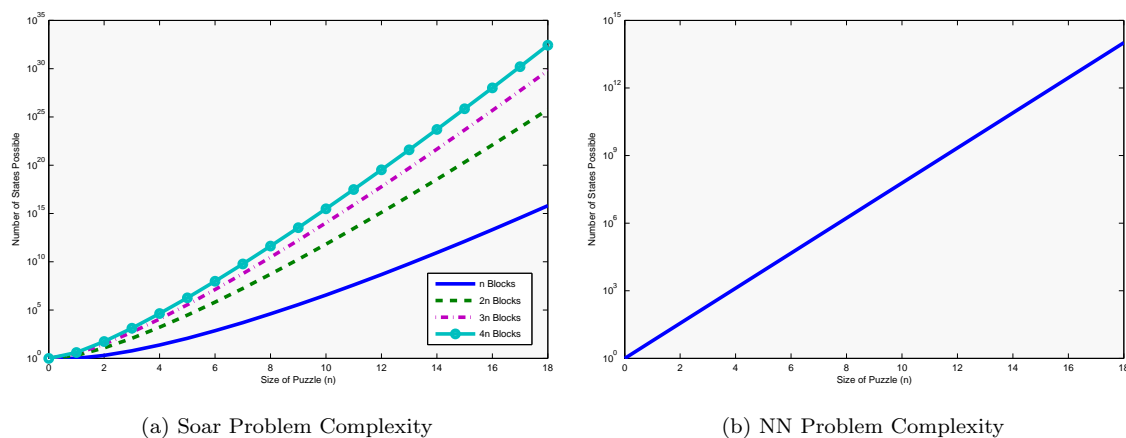 10^35
10^30
10^25
10^20
10^15
10^10
10^5
10^0
Number of States Possible
0 2 4 6 8 10 12 14 16 18
Size of Puzzle (n)
n Blocks
2n Blocks
3n Blocks
4n Blocks
(a) Soar Problem Complexity
10^15
10^12
10^9
10^6
10^3
10^0
Number of States Possible
0 2 4 6 8 10 12 14 16 18
Size of Puzzle (n)
(b) NN Problem Complexity